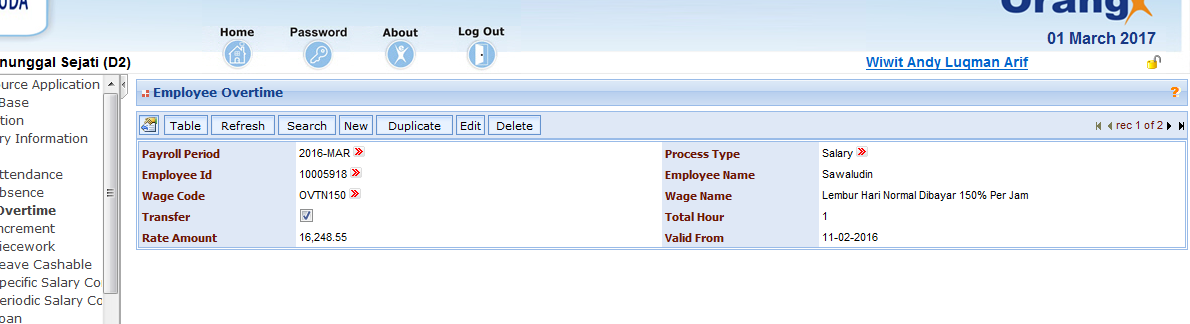 UDA
Orang
Home Password About Log Out
01 March 2017
nunggal Sejati (D2)
Wiwit Andy Luqman Arif
ource Application
Base
tion
ry Information
ttendance
bsence
Overtime
ncrement
iecework
eave Cashable
pecific Salary Co
eriodic Salary Co
oan
Employee Overtime ?
Table Refresh Search New Duplicate Edit Delete rec 1 of 2
Payroll Period 2016-MAR Process Type Salary
Employee Id 10005918 Employee Name Sawaludin
Wage Code OVTN150 Wage Name Lembur Hari Normal Dibayar 150% Per Jam
Transfer Total Hour 1
Rate Amount 16,248.55 Valid From 11-02-2016